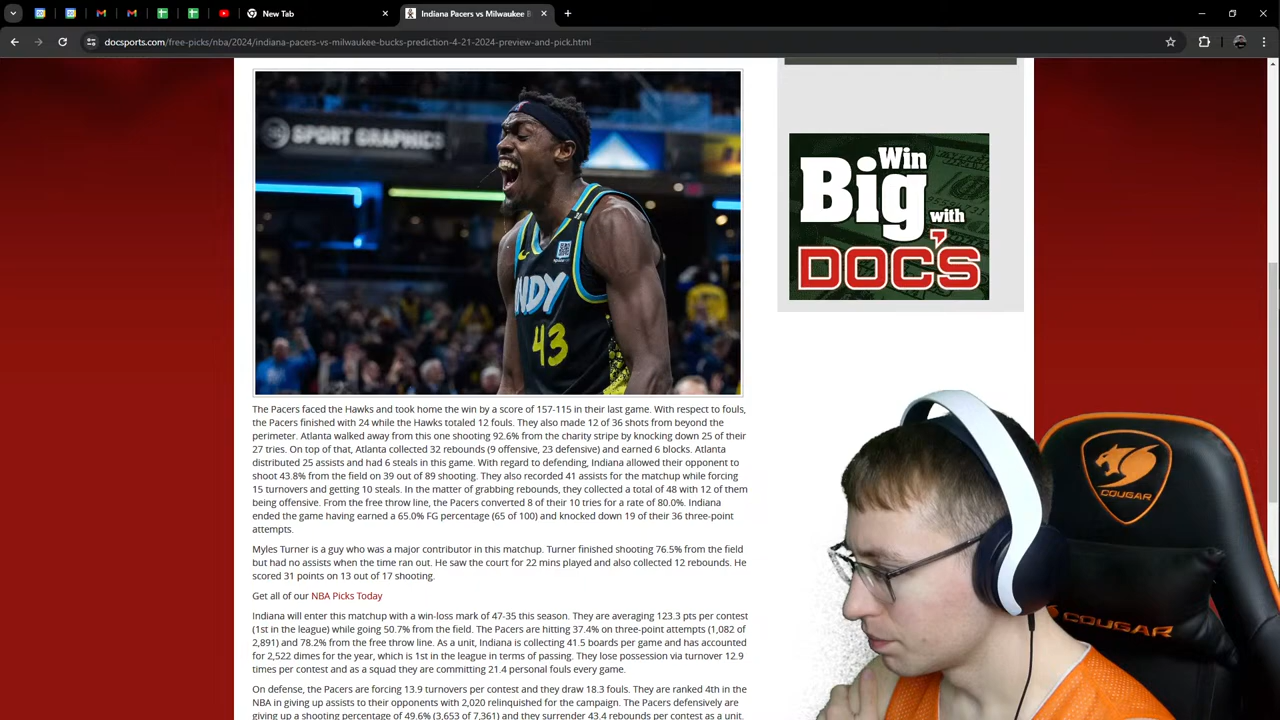 New Tab
Indiana Pacers vs Milwaukee B
docsports.com/free-picks/nba/2024/indiana-pacers-vs-milwaukee-bucks-prediction-4-21-2024-preview-and-pick.html
SPORT GRAPHICS
INDY
43
Win
Big
with
DOC'S
The Pacers faced the Hawks and took home the win by a score of 157-115 in their last game. With respect to fouls,
the Pacers finished with 24 while the Hawks totaled 12 fouls. They also made 12 of 36 shots from beyond the
perimeter. Atlanta walked away from this one shooting 92.6% from the charity stripe by knocking down 25 of their
27 tries. On top of that, Atlanta collected 32 rebounds (9 offensive, 23 defensive) and earned 6 blocks. Atlanta
distributed 25 assists and had 6 steals in this game. With regard to defending, Indiana allowed their opponent to
shoot 43.8% from the field on 39 out of 89 shooting. They also recorded 41 assists for the matchup while forcing
15 turnovers and getting 10 steals. In the matter of grabbing rebounds, they collected a total of 48 with 12 of them
being offensive. From the free throw line, the Pacers converted 8 of their 10 tries for a rate of 80.0%. Indiana
ended the game having earned a 65.0% FG percentage (65 of 100) and knocked down 19 of their 36 three-point
attempts.
Myles Turner is a guy who was a major contributor in this matchup. Turner finished shooting 76.5% from the field
but had no assists when the time ran out. He saw the court for 22 mins played and also collected 12 rebounds. He
scored 31 points on 13 out of 17 shooting.
Get all of our NBA Picks Today
Indiana will enter this matchup with a win-loss mark of 47-35 this season. They are averaging 123.3 pts per contest
(1st in the league) while going 50.7% from the field. The Pacers are hitting 37.4% on three-point attempts (1,082 of
2,891) and 78.2% from the free throw line. As a unit, Indiana is collecting 41.5 boards per game and has accounted
for 2,522 dimes for the year, which is 1st in the league in terms of passing. They lose possession via turnover 12.9
times per contest and as a squad they are committing 21.4 personal fouls every game.
On defense, the Pacers are forcing 13.9 turnovers per contest and they draw 18.3 fouls. They are ranked 4th in the
NBA in giving up assists to their opponents with 2,020 relinquished for the campaign. The Pacers defensively are
giving up a shooting percentage of 49.6% (3,653 of 7,361) and they surrender 43.4 rebounds per contest as a unit.
COUGAR
COUGAR